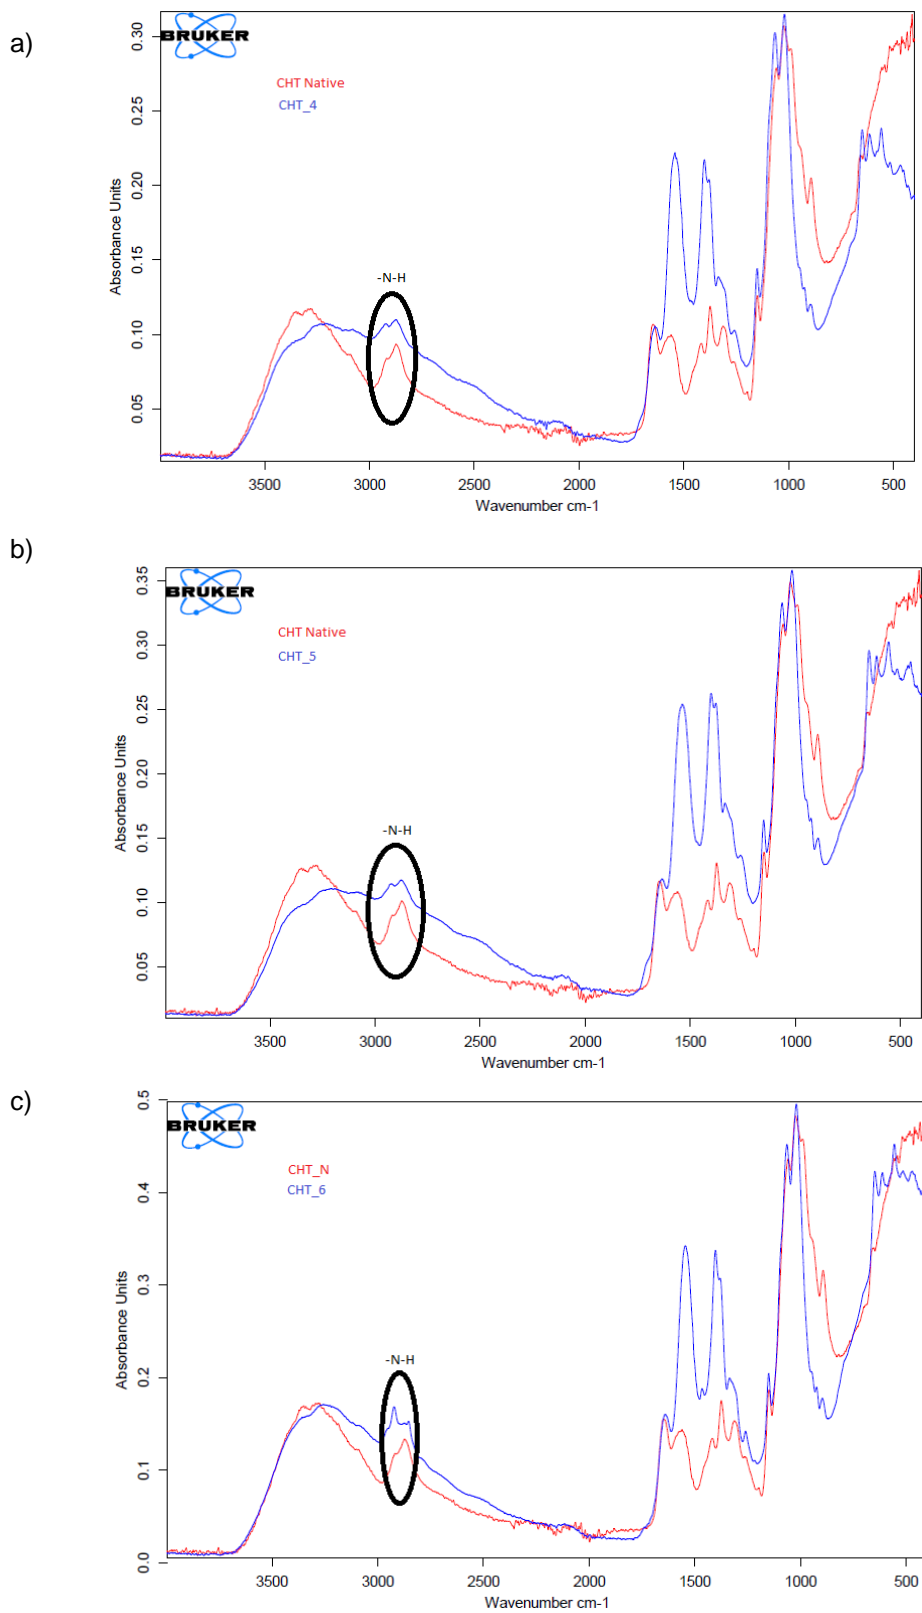 a)
BRUKER
CHT Native
CHT_4
-N-H
Absorbance Units
0.30
0.25
0.20
0.15
0.10
0.05
3500 3000 2500 2000 1500 1000 500
Wavenumber cm-1
b)
BRUKER
CHT Native
CHT_5
-N-H
Absorbance Units
0.35
0.30
0.25
0.20
0.15
0.10
0.05
3500 3000 2500 2000 1500 1000 500
Wavenumber cm-1
c)
BRUKER
CHT_N
CHT_6
-N-H
Absorbance Units
0.5
0.4
0.3
0.2
0.1
0.0
3500 3000 2500 2000 1500 1000 500
Wavenumber cm-1